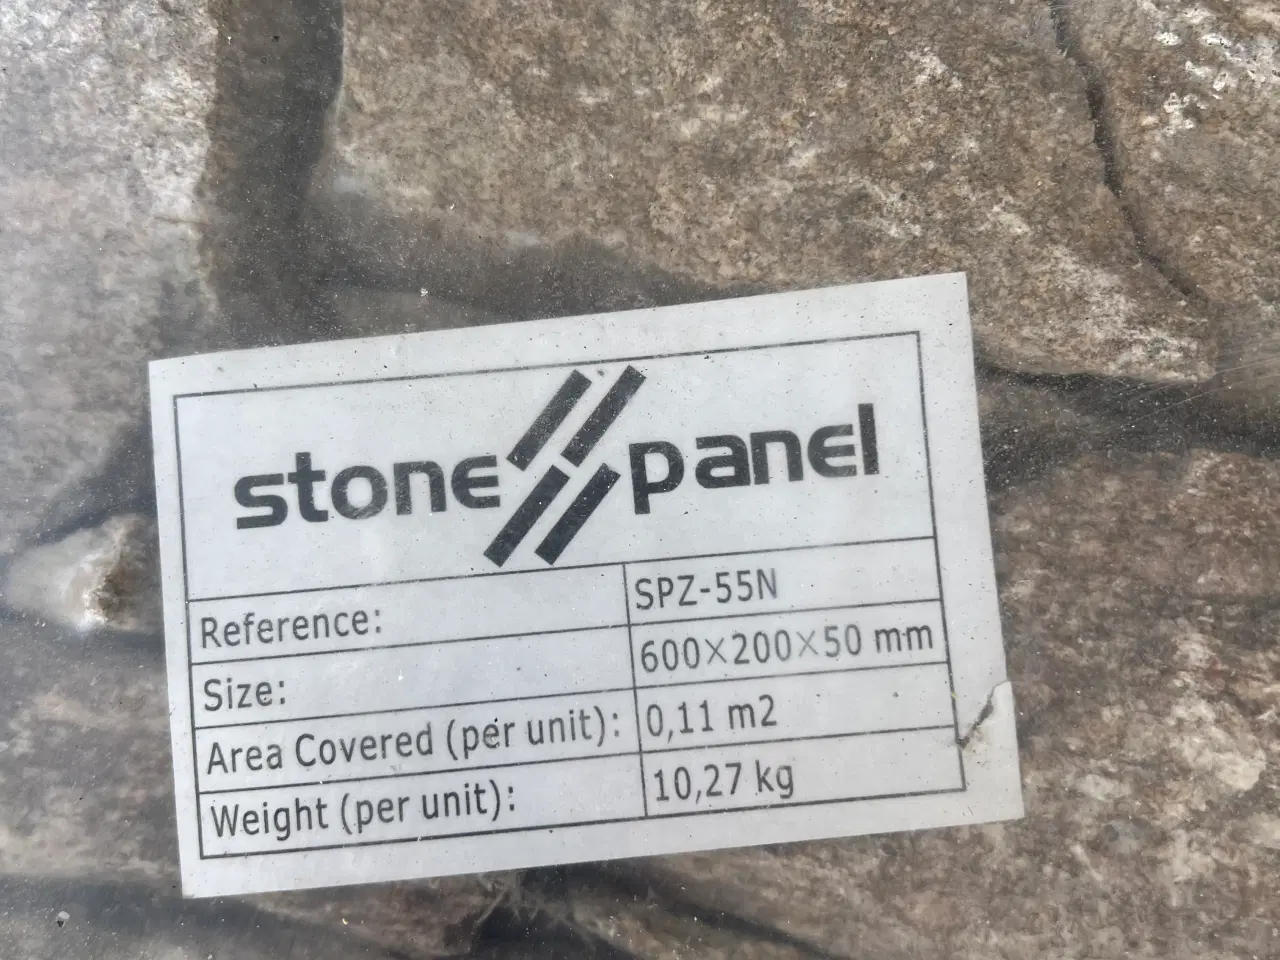 stone panel
Reference: SPZ-55N
Size: 600×200×50 mm
Area Covered (per unit): 0,11 m2
Weight (per unit): 10,27 kg